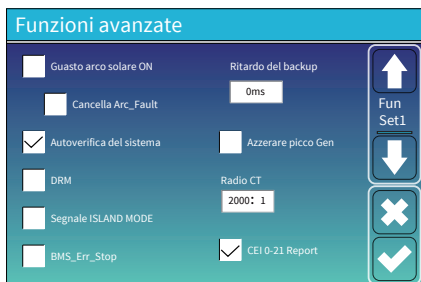 Funzioni avanzate
Guasto arco solare ON
Ritardo del backup
0ms
Cancella Arc_Fault
Fun
Set1
Autoverifica del sistema
Azzerare picco Gen
DRM
Radio CT
2000: 1
Segnale ISLAND MODE
BMS_Err_Stop
CEI 0-21 Report